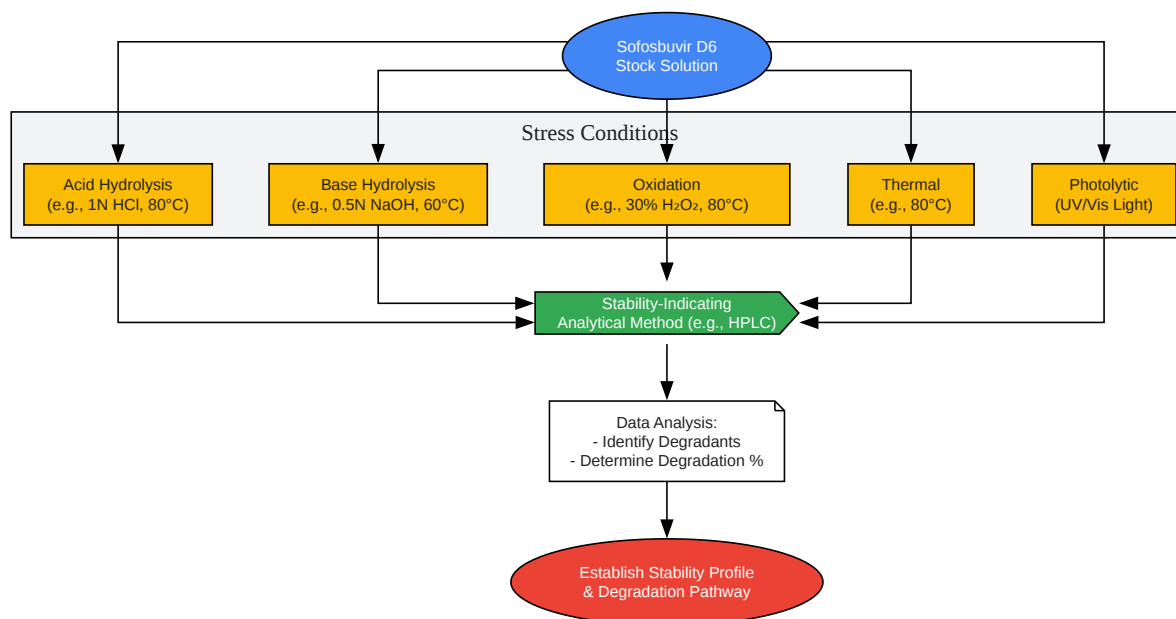 Sofosbuvir D6
Stock Solution
Stress Conditions
Acid Hydrolysis
(e.g., 1N HCl, 80°C)
Base Hydrolysis
(e.g., 0.5N NaOH, 60°C)
Oxidation
(e.g., 30% H₂O₂, 80°C)
Thermal
(e.g., 80°C)
Photolytic
(UV/Vis Light)
Stability-Indicating
Analytical Method (e.g., HPLC)
Data Analysis:
- Identify Degradants
- Determine Degradation %
Establish Stability Profile
& Degradation Pathway